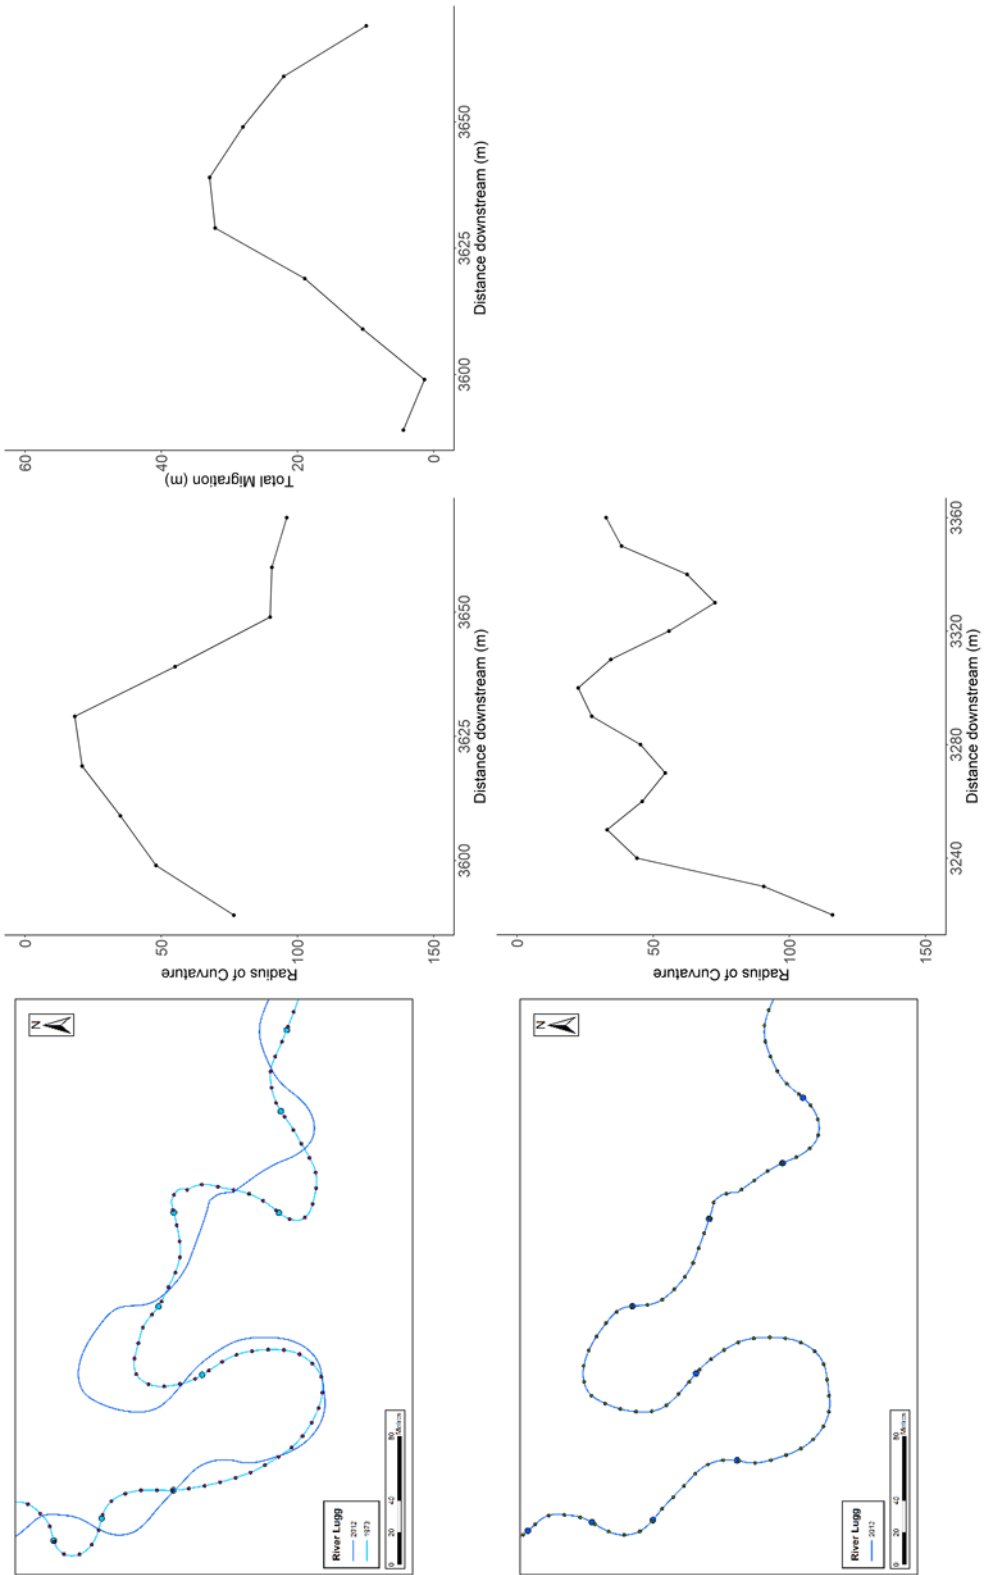 N
River Lugg
2012
1973
0 20 40 80
Metres
0
50
100
150
Radius of Curvature
3600 3625 3650
Distance downstream (m)
60
40
20
0
Total Migration (m)
3600 3625 3650
Distance downstream (m)
N
River Lugg
2012
0 20 40 80
Metres
0
50
100
150
Radius of Curvature
3240 3280 3320 3360
Distance downstream (m)